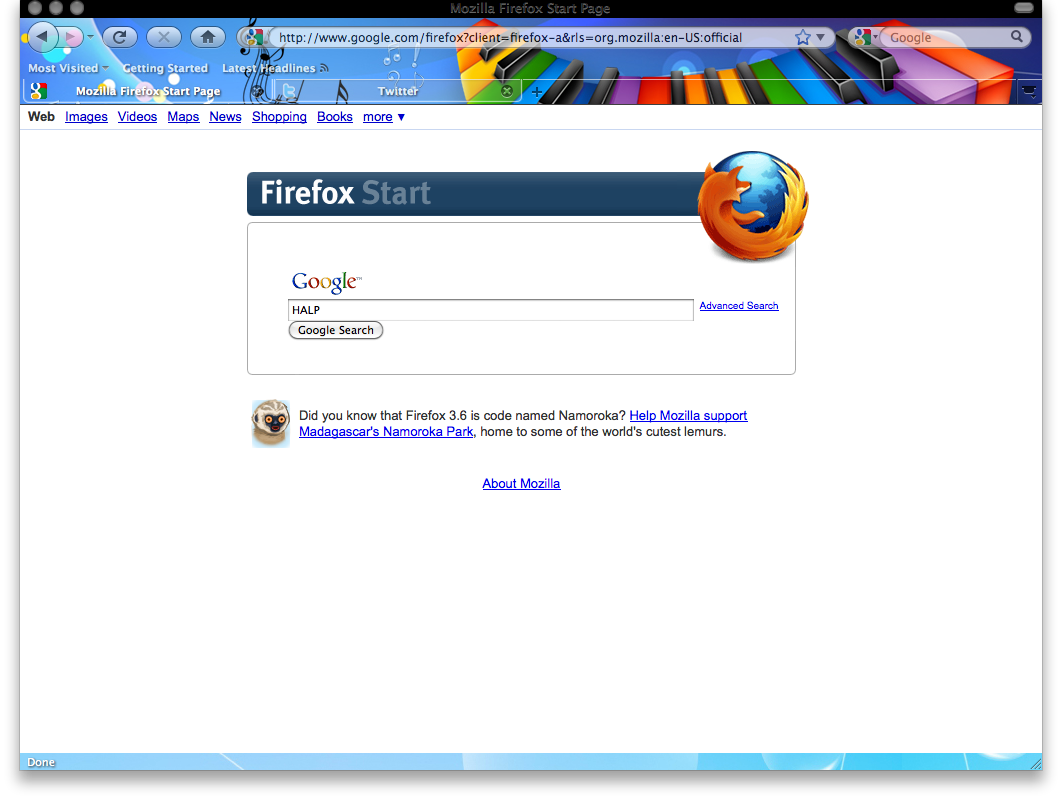 Mozilla Firefox Start Page
http://www.google.com/firefox?client=firefox-a&rls=org.mozilla:en-US:official
Google
Most Visited Getting Started Latest Headlines
Mozilla Firefox Start Page Twitter
Web Images Videos Maps News Shopping Books more ▼
Firefox Start
Google™
HALP
Advanced Search
Google Search
Did you know that Firefox 3.6 is code named Namoroka? Help Mozilla support
Madagascar's Namoroka Park, home to some of the world's cutest lemurs.
About Mozilla
Done